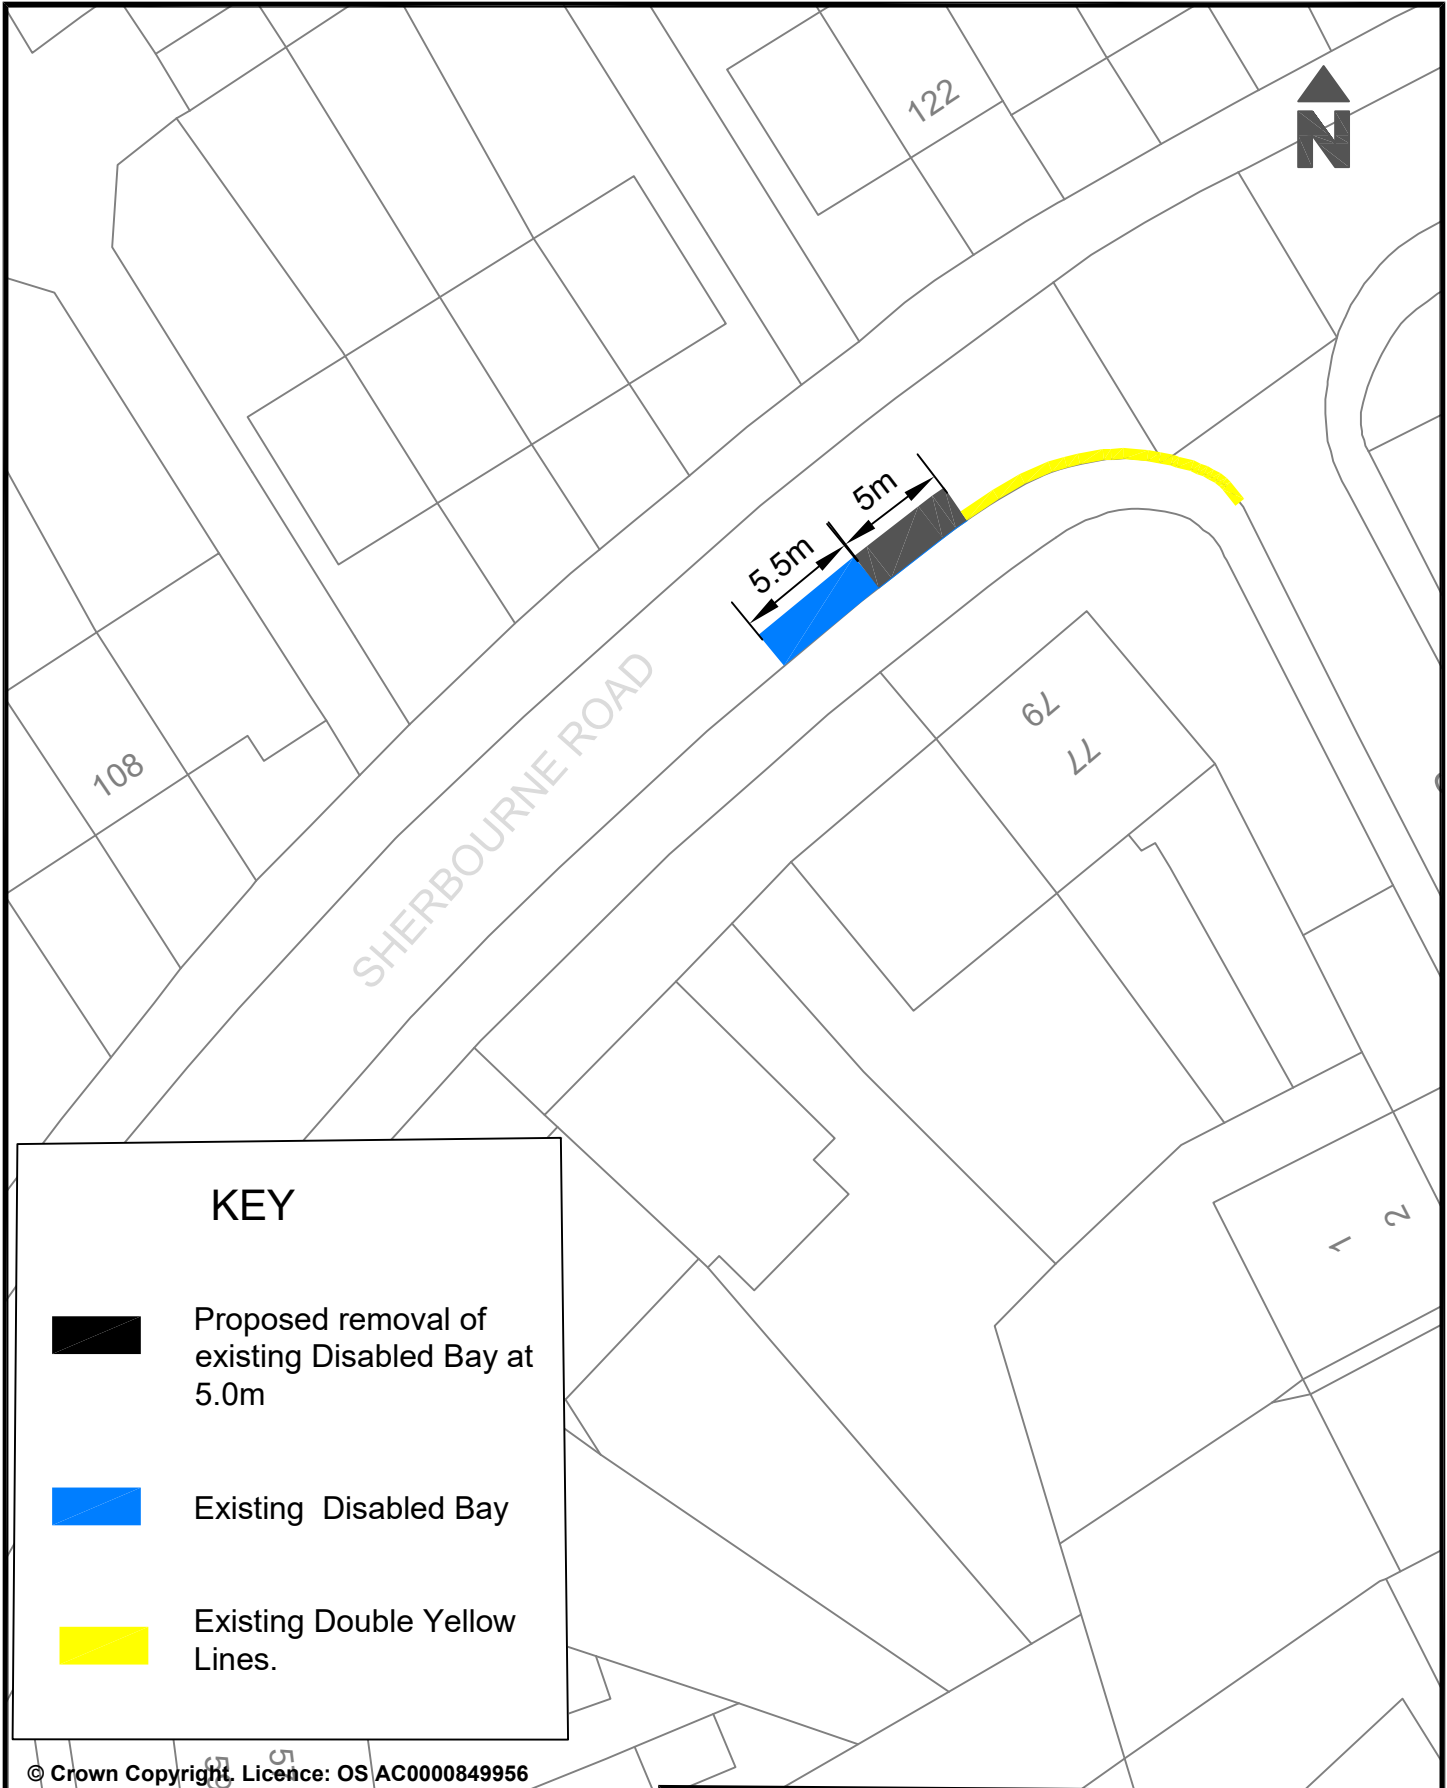 122
N
5m
5.5m
SHERBOURNE ROAD
79
77
108
KEY
Proposed removal of
existing Disabled Bay at
5.0m
Existing Disabled Bay
Existing Double Yellow
Lines.
1
2
© Crown Copyright. Licence: OS AC0000849956